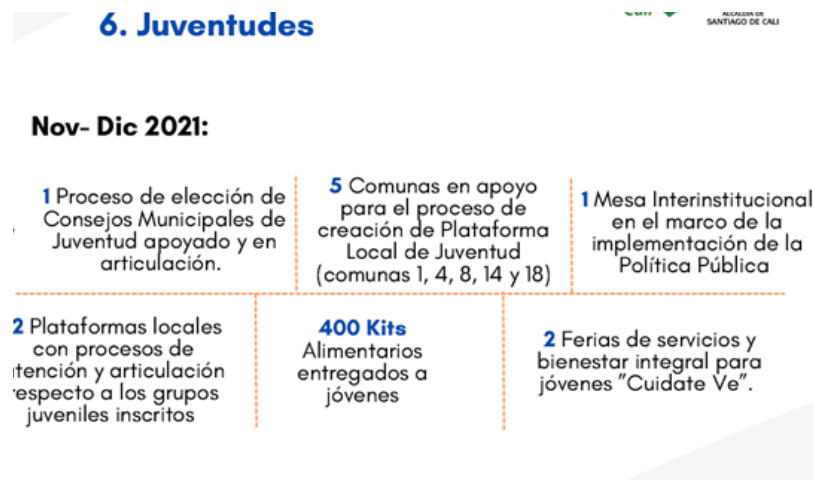 6. Juventudes
ALCALDÍA DE
SANTIAGO DE CALI
Nov- Dic 2021:
1 Proceso de elección de
Consejos Municipales de
Juventud apoyado y en
articulación.
5 Comunas en apoyo
para el proceso de
creación de Plataforma
Local de Juventud
(comunas 1, 4, 8, 14 y 18)
1 Mesa Interinstitucional
en el marco de la
implementación de la
Política Pública
2 Plataformas locales
con procesos de
tención y articulación
respecto a los grupos
juveniles inscritos
400 Kits
Alimentarios
entregados a
jóvenes
2 Ferias de servicios y
bienestar integral para
jóvenes "Cuidate Ve".